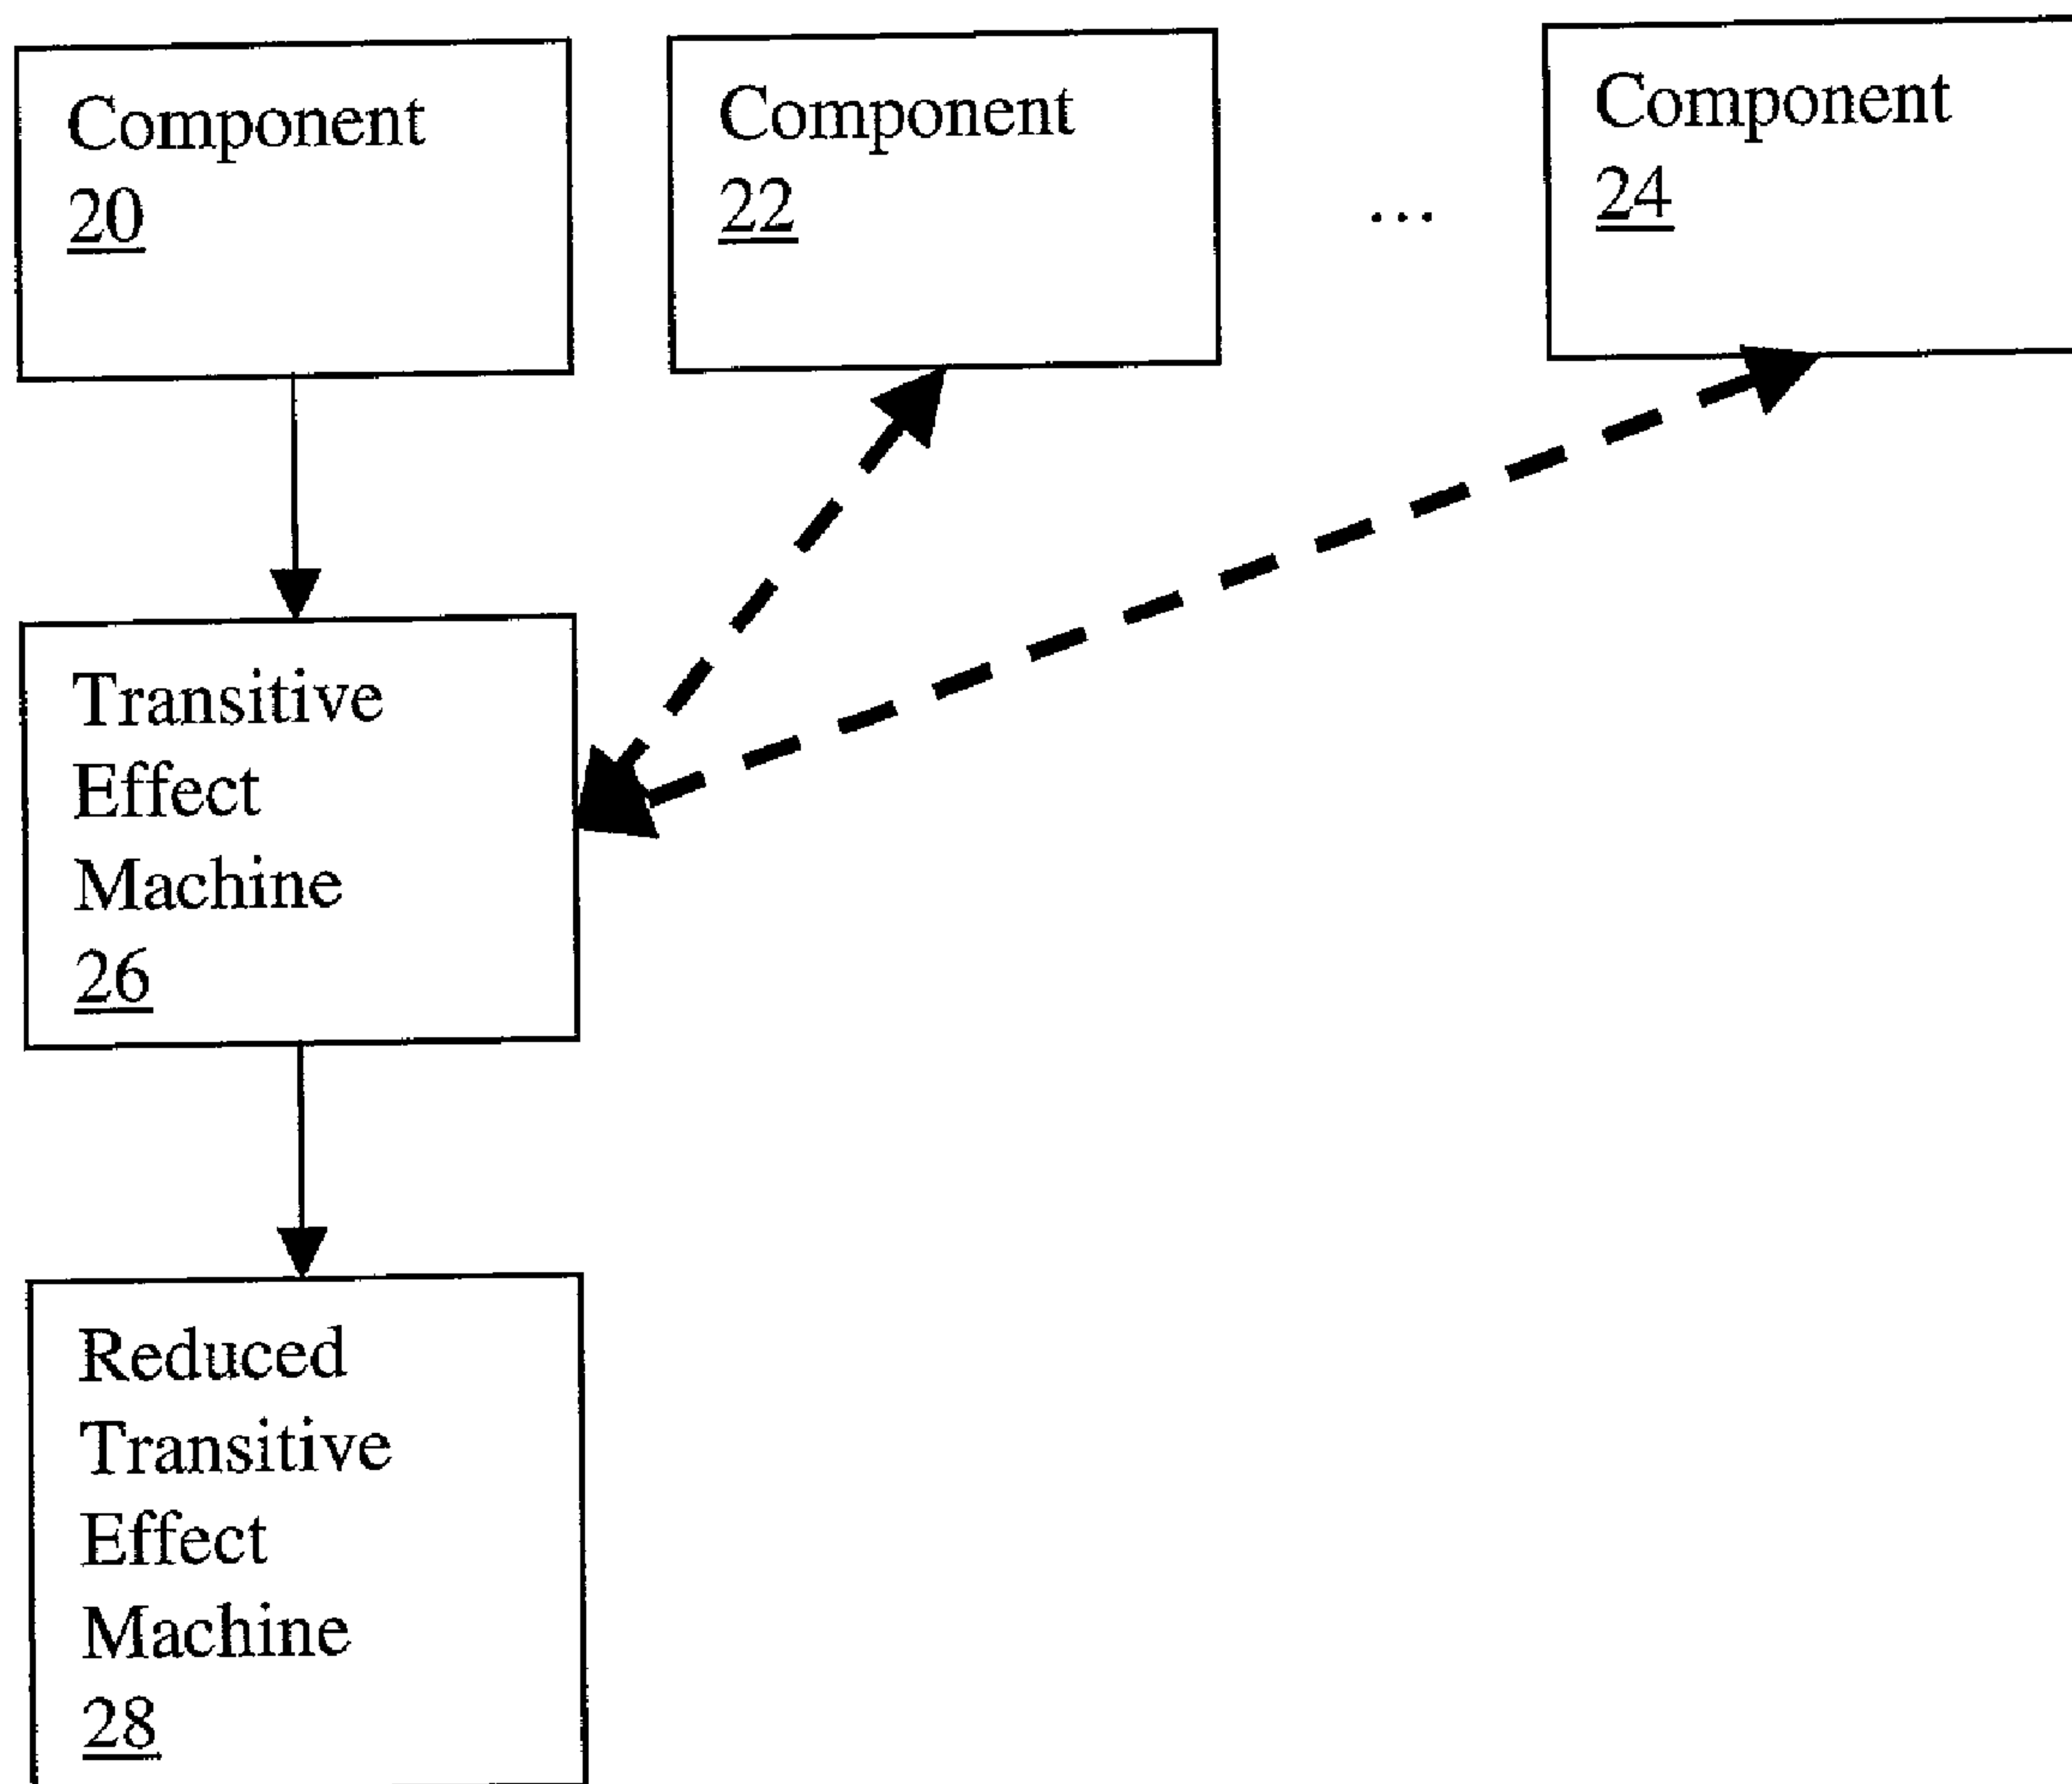 Component
20
Component
22
...
Component
24
Transitive
Effect
Machine
26
Reduced
Transitive
Effect
Machine
28